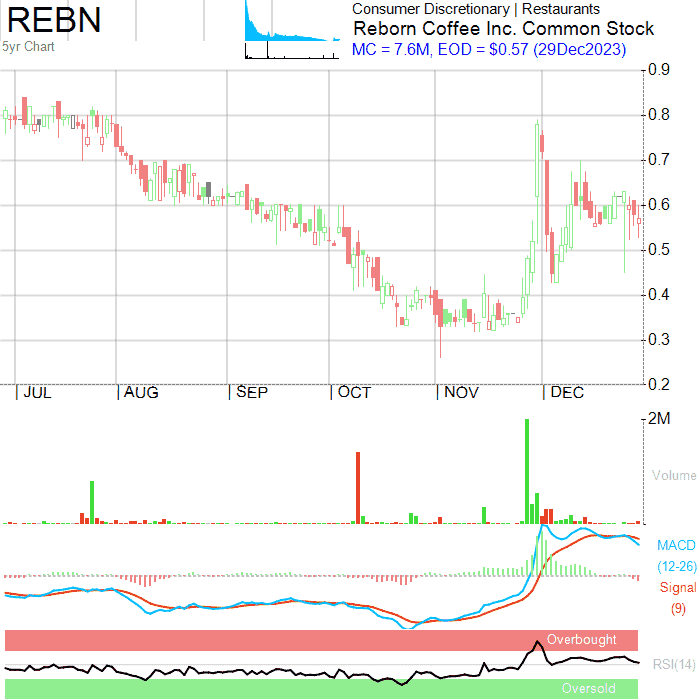 REBN
5yr Chart
Consumer Discretionary | Restaurants
Reborn Coffee Inc. Common Stock
MC = 7.6M, EOD = $0.57 (29Dec2023)
0.9
0.8
0.7
0.6
0.5
0.4
0.3
0.2
| JUL | AUG | SEP | OCT | NOV | DEC
2M
Volume
MACD
(12-26)
Signal
(9)
Overbought
RSI(14)
Oversold